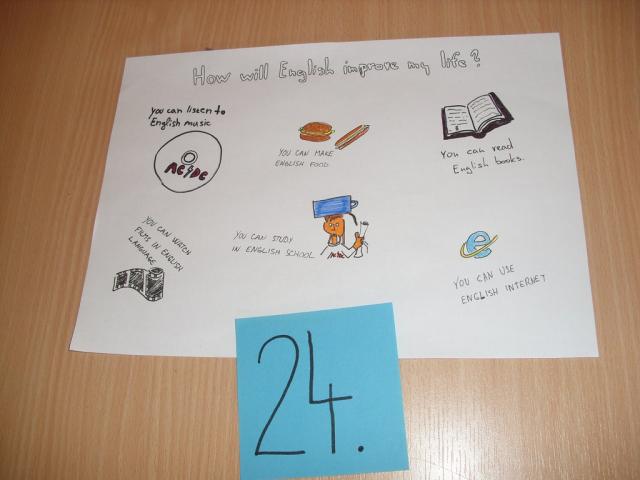 How will English improve my life?
You can listen to
English music
AC/DC
YOU CAN MAKE
ENGLISH FOOD.
You can read
English books.
YOU CAN WATCH
FILMS IN ENGLISH
LANGUAGE
YOU CAN STUDY
IN ENGLISH SCHOOL
e
YOU CAN USE
ENGLISH INTERNET
24.